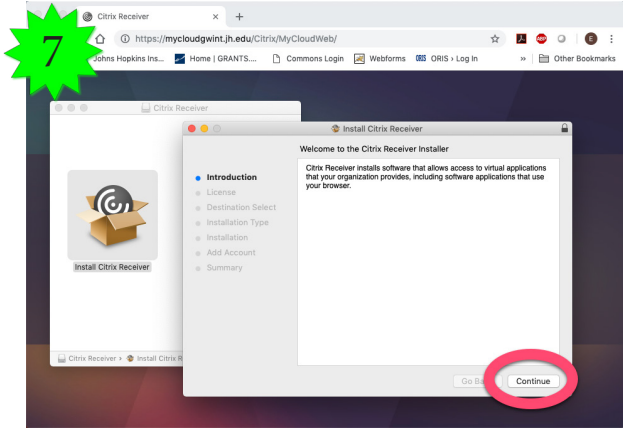 7
Citrix Receiver
https://mycloudgwint.jh.edu/Citrix/MyCloudWeb/
ABP
E
Johns Hopkins Ins...
Home | GRANTS....
Commons Login
Webforms
ORIS ORIS › Log In
»
Other Bookmarks
Citrix Receiver
Install Citrix Receiver
Citrix Receiver › Install Citrix R
Install Citrix Receiver
Welcome to the Citrix Receiver Installer
Introduction
License
Destination Select
Installation Type
Installation
Add Account
Summary
Citrix Receiver installs software that allows access to virtual applications
that your organization provides, including software applications that use
your browser.
Go Ba
Continue